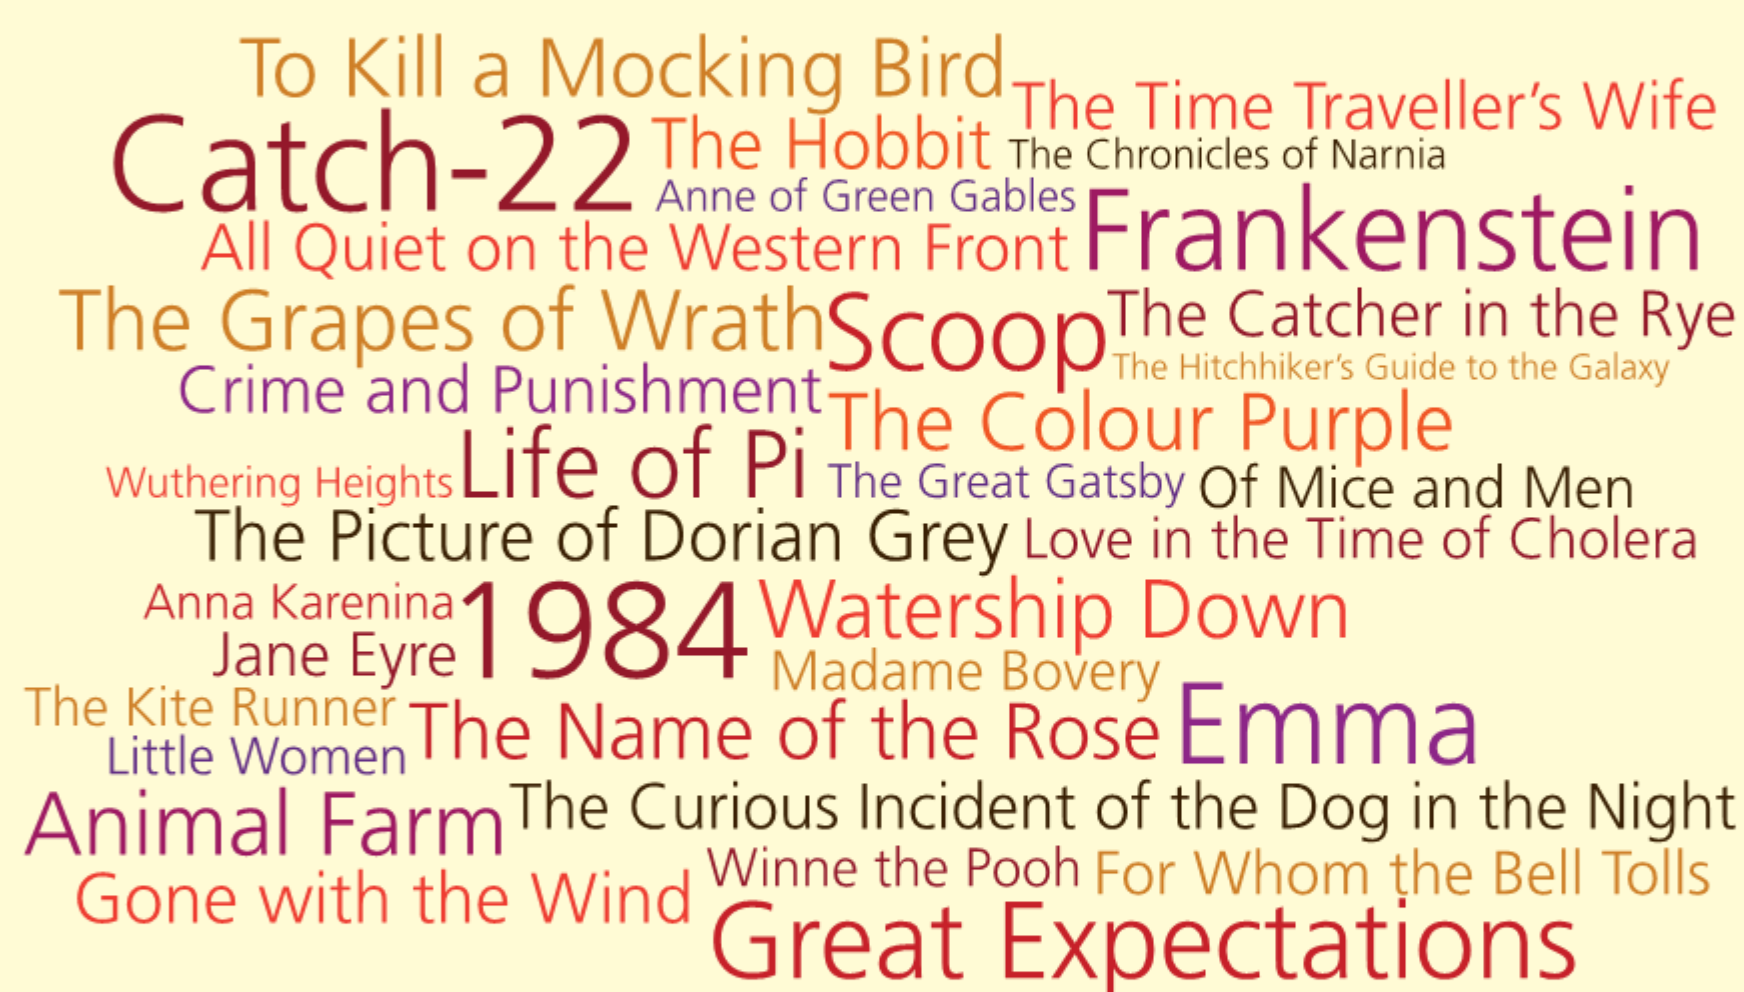 To Kill a Mocking Bird
The Time Traveller's Wife
Catch-22
The Hobbit
The Chronicles of Narnia
Anne of Green Gables
Frankenstein
All Quiet on the Western Front
The Grapes of Wrath
Scoop
The Catcher in the Rye
The Hitchhiker's Guide to the Galaxy
Crime and Punishment
The Colour Purple
Wuthering Heights
Life of Pi
The Great Gatsby
Of Mice and Men
The Picture of Dorian Grey
Love in the Time of Cholera
Anna Karenina
1984
Watership Down
Jane Eyre
Madame Bovery
The Kite Runner
The Name of the Rose
Emma
Little Women
Animal Farm
The Curious Incident of the Dog in the Night
Winne the Pooh
For Whom the Bell Tolls
Gone with the Wind
Great Expectations